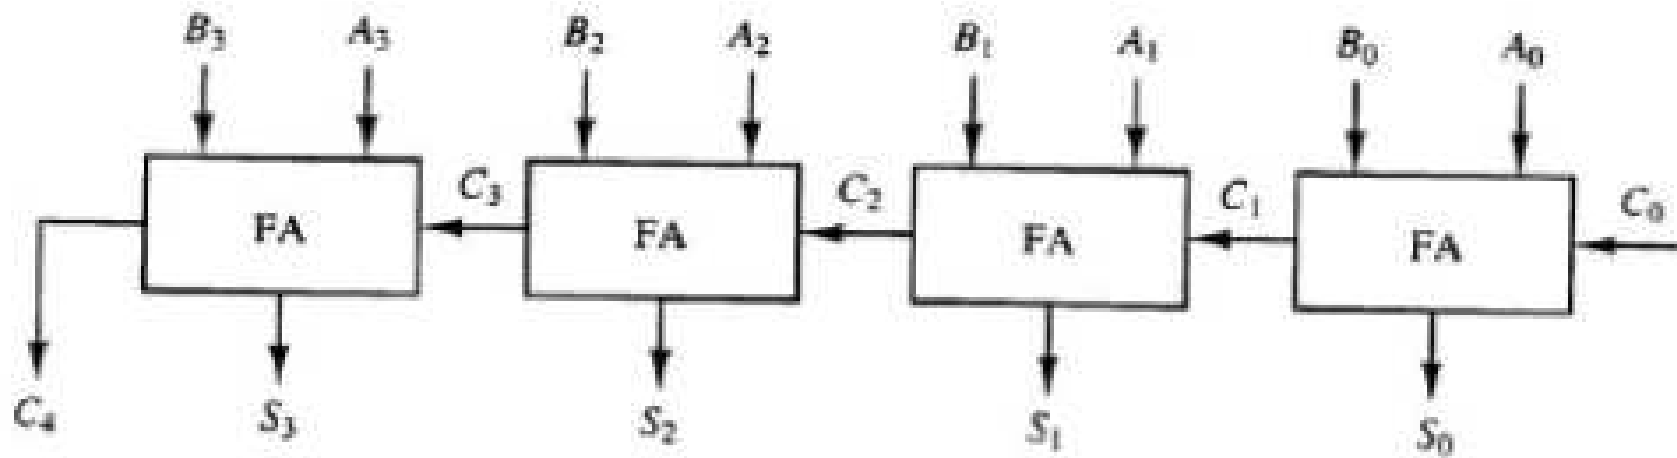 B₃ A₃ B₂ A₂ B₁ A₁ B₀ A₀
C₃ C₂ C₁ C₀
FA FA FA FA
C₄ S₃ S₂ S₁ S₀